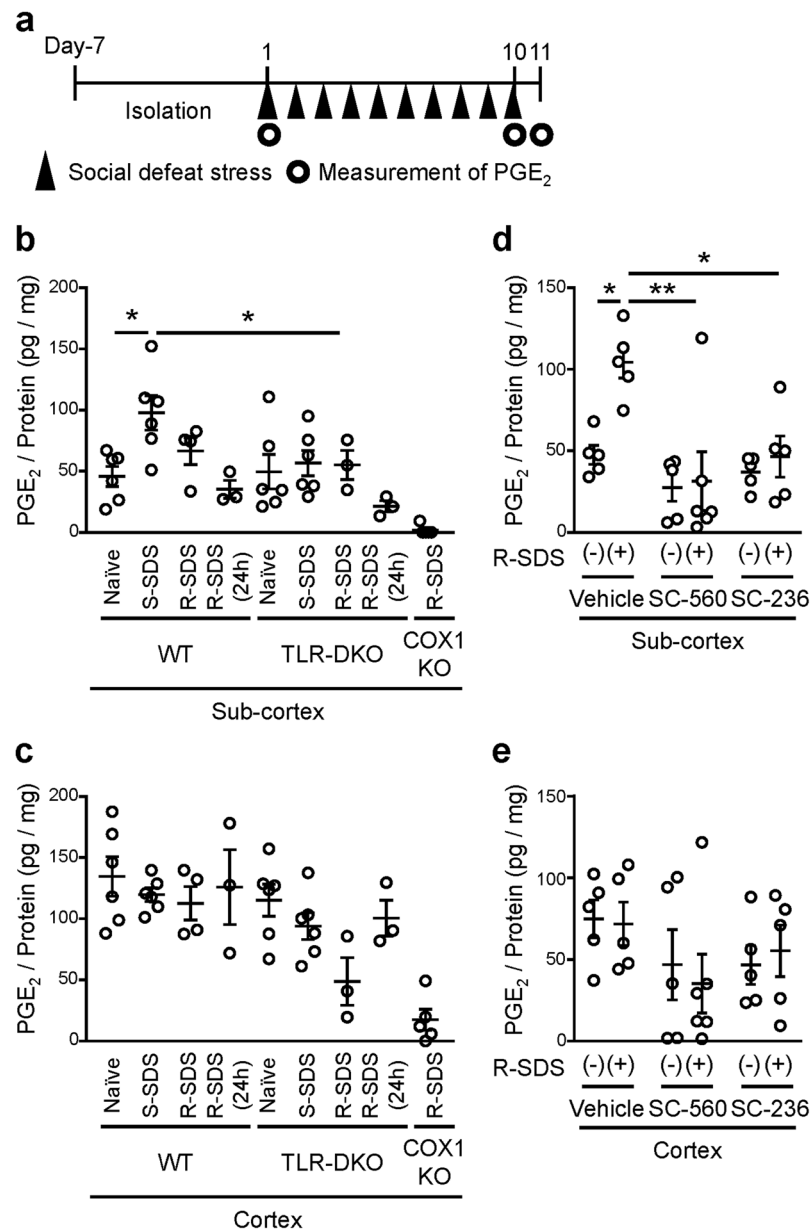 a
Day-7
1
10 11
Isolation
Social defeat stress
Measurement of PGE₂
b
PGE₂ / Protein (pg / mg)
200
150
100
50
0
*
*
Naïve
S-SDS
R-SDS
R-SDS
(24h)
Naïve
S-SDS
R-SDS
R-SDS
(24h)
R-SDS
WT
TLR-DKO
COX1
KO
Sub-cortex
d
PGE₂ / Protein (pg / mg)
150
100
50
0
*
*
**
R-SDS
(-) (+)
(-) (+)
(-) (+)
Vehicle SC-560 SC-236
Sub-cortex
c
PGE₂ / Protein (pg / mg)
200
150
100
50
0
Naïve
S-SDS
R-SDS
R-SDS
(24h)
Naïve
S-SDS
R-SDS
R-SDS
(24h)
R-SDS
WT
TLR-DKO
COX1
KO
Cortex
e
PGE₂ / Protein (pg / mg)
150
100
50
0
R-SDS
(-) (+)
(-) (+)
(-) (+)
Vehicle SC-560 SC-236
Cortex